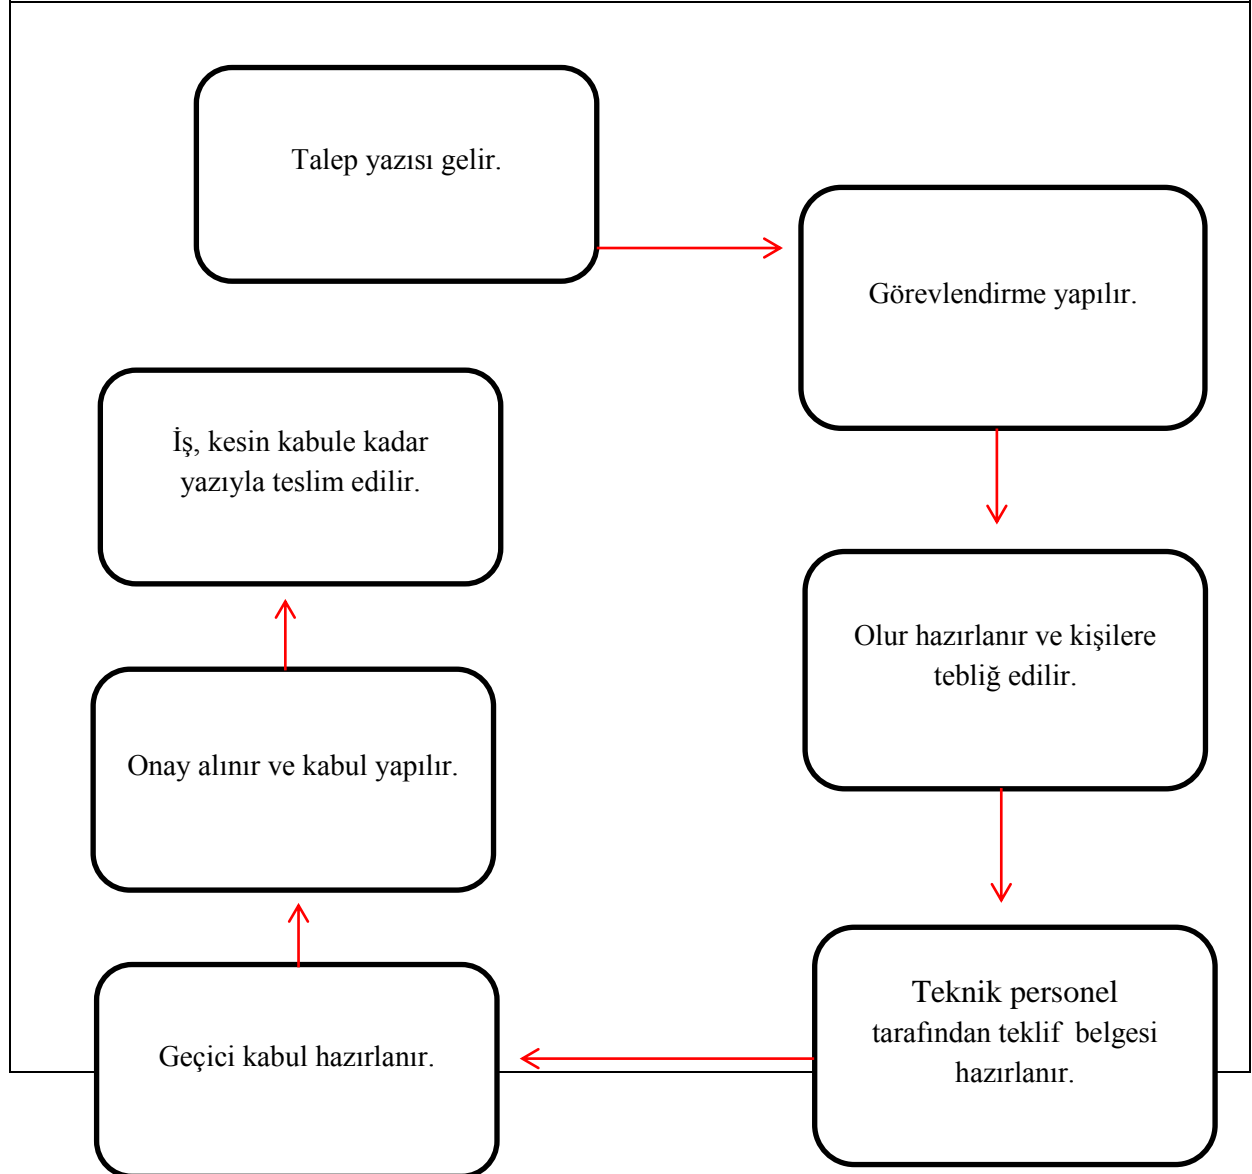 Talep yazısı gelir.
Görevlendirme yapılır.
Olur hazırlanır ve kişilere
tebliğ edilir.
Teknik personel
tarafından teklif  belgesi
hazırlanır.
Geçici kabul hazırlanır.
Onay alınır ve kabul yapılır.
İş, kesin kabule kadar
yazıyla teslim edilir.